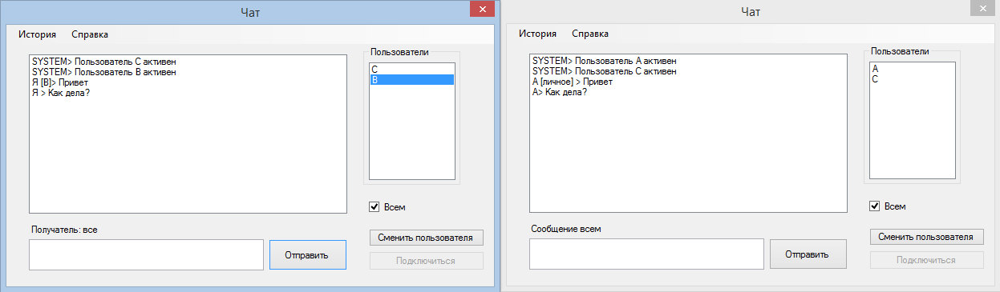 Чат
История Справка
SYSTEM> Пользователь C активен
SYSTEM> Пользователь B активен
Я [B]> Привет
Я > Как дела?
Пользователи
C
B
Всем
Получатель: все
Отправить
Сменить пользователя
Подключиться
Чат
История Справка
SYSTEM> Пользователь A активен
SYSTEM> Пользователь C активен
A [личное] > Привет
A> Как дела?
Пользователи
A
C
Всем
Сообщение всем
Отправить
Сменить пользователя
Подключиться